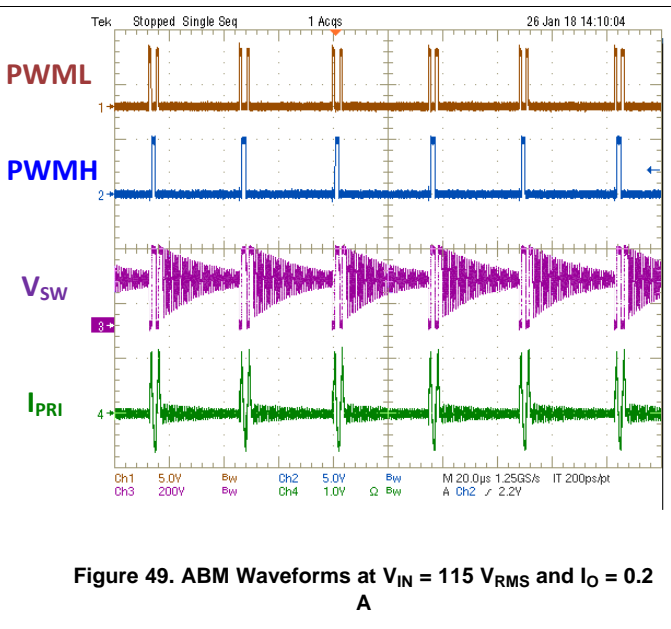 Tek Stopped Single Seq 1 Acqs 26 Jan 18 14:10:04
PWML
1
PWMH
2
VSW
3
IPRI
4
Ch1 5.0V Bw Ch2 5.0V Bw M 20.0µs 1.25GS/s IT 200ps/pt
Ch3 200V Bw Ch4 1.0V Ω Bw A Ch2 ∕ 2.2V
Figure 49. ABM Waveforms at VIN = 115 VRMS and IO = 0.2
A